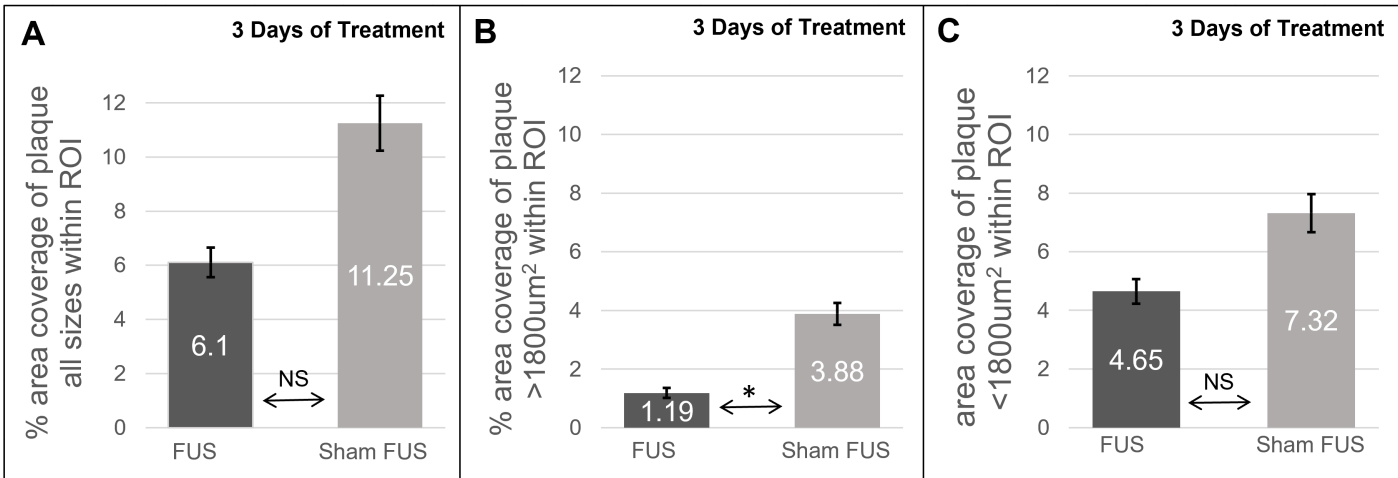 A
3 Days of Treatment
% area coverage of plaque
all sizes within ROI
12
10
8
6
4
2
0
6.1
11.25
NS
FUS
Sham FUS
B
3 Days of Treatment
% area coverage of plaque
>1800um² within ROI
12
10
8
6
4
2
0
1.19
3.88
*
FUS
Sham FUS
C
3 Days of Treatment
area coverage of plaque
<1800um² within ROI
12
10
8
6
4
2
0
4.65
7.32
NS
FUS
Sham FUS